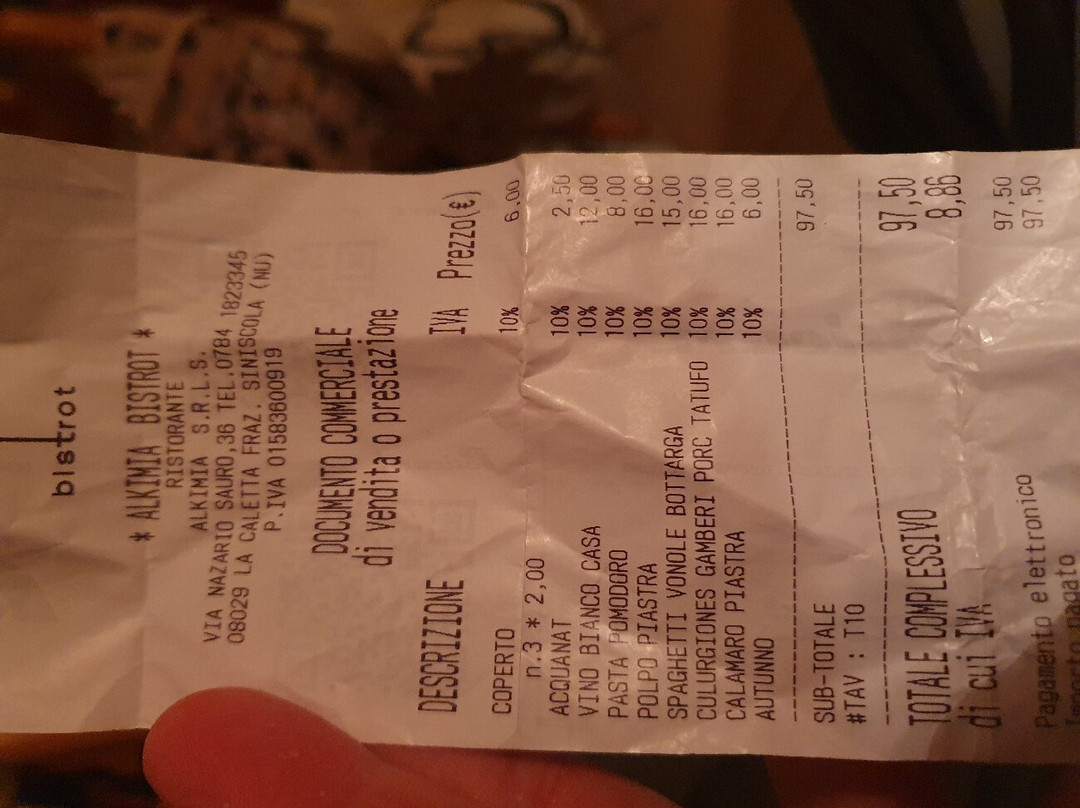 bistrot
* ALKIMIA BISTROT *
RISTORANTE
ALKIMIA S.R.L.S.
VIA NAZARIO SAURO,36 TEL.0784 1823345
08029 LA CALETTA FRAZ. SINISCOLA (NU)
P.IVA 01583600919
DOCUMENTO COMMERCIALE
di vendita o prestazione
DESCRIZIONE IVA Prezzo(€)
COPERTO 10% 6,00
n.3 * 2,00
ACQUANAT 10% 2,50
VINO BIANCO CASA 10% 12,00
PASTA POMODORO 10% 8,00
POLPO PIASTRA 10% 16,00
SPAGHETTI VONOLE BOTTARGA 10% 15,00
CULURGIONES GAMBERI PORC TATUFO 10% 16,00
CALAMARO PIASTRA 10% 16,00
AUTUNNO 10% 6,00
SUB-TOTALE 97,50
#TAV : T10
TOTALE COMPLESSIVO 97,50
di cui IVA 8,86
Pagamento elettronico 97,50
Importo pagato 97,50